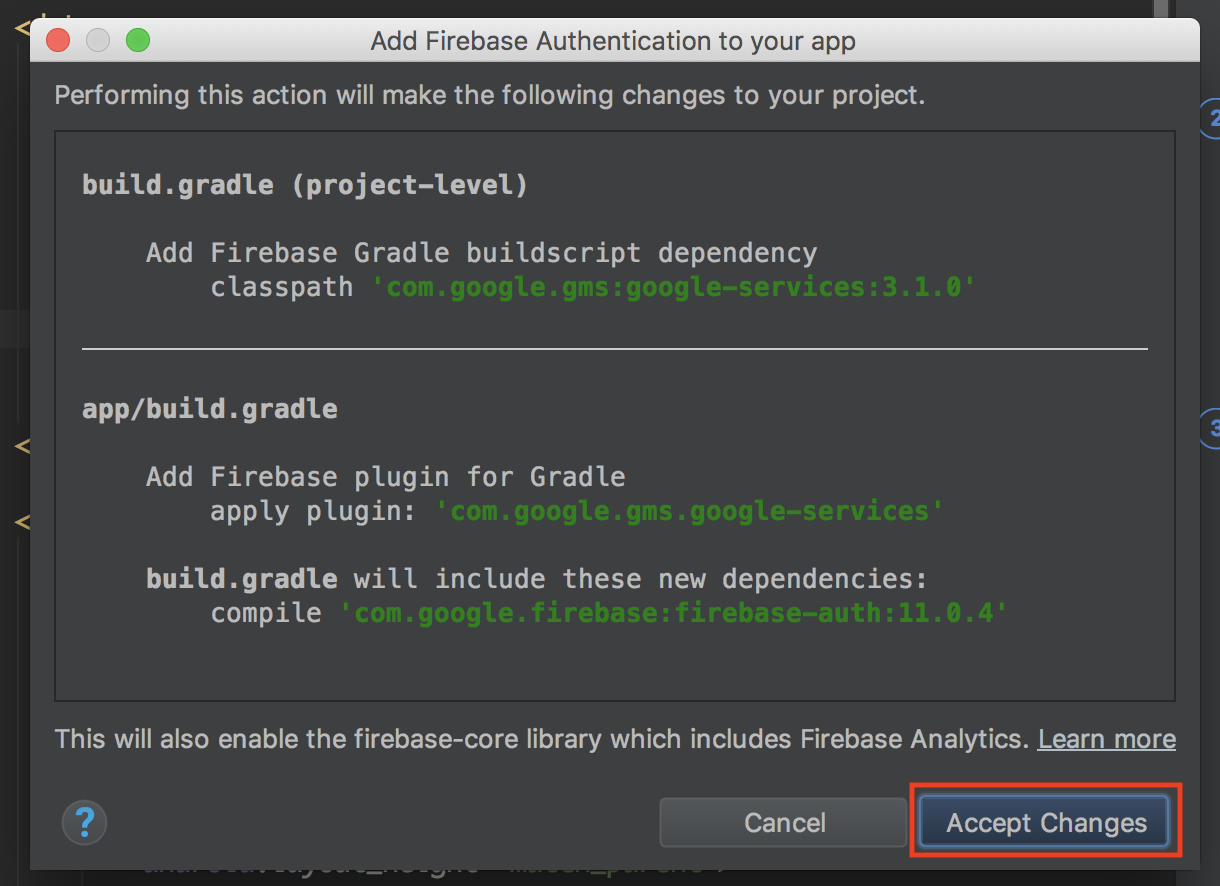 Add Firebase Authentication to your app
Performing this action will make the following changes to your project.
2
build.gradle (project-level)
Add Firebase Gradle buildscript dependency
classpath 'com.google.gms:google-services:3.1.0'
app/build.gradle
3
Add Firebase plugin for Gradle
apply plugin: 'com.google.gms.google-services'
build.gradle will include these new dependencies:
compile 'com.google.firebase:firebase-auth:11.0.4'
This will also enable the firebase-core library which includes Firebase Analytics. Learn more
? Cancel Accept Changes